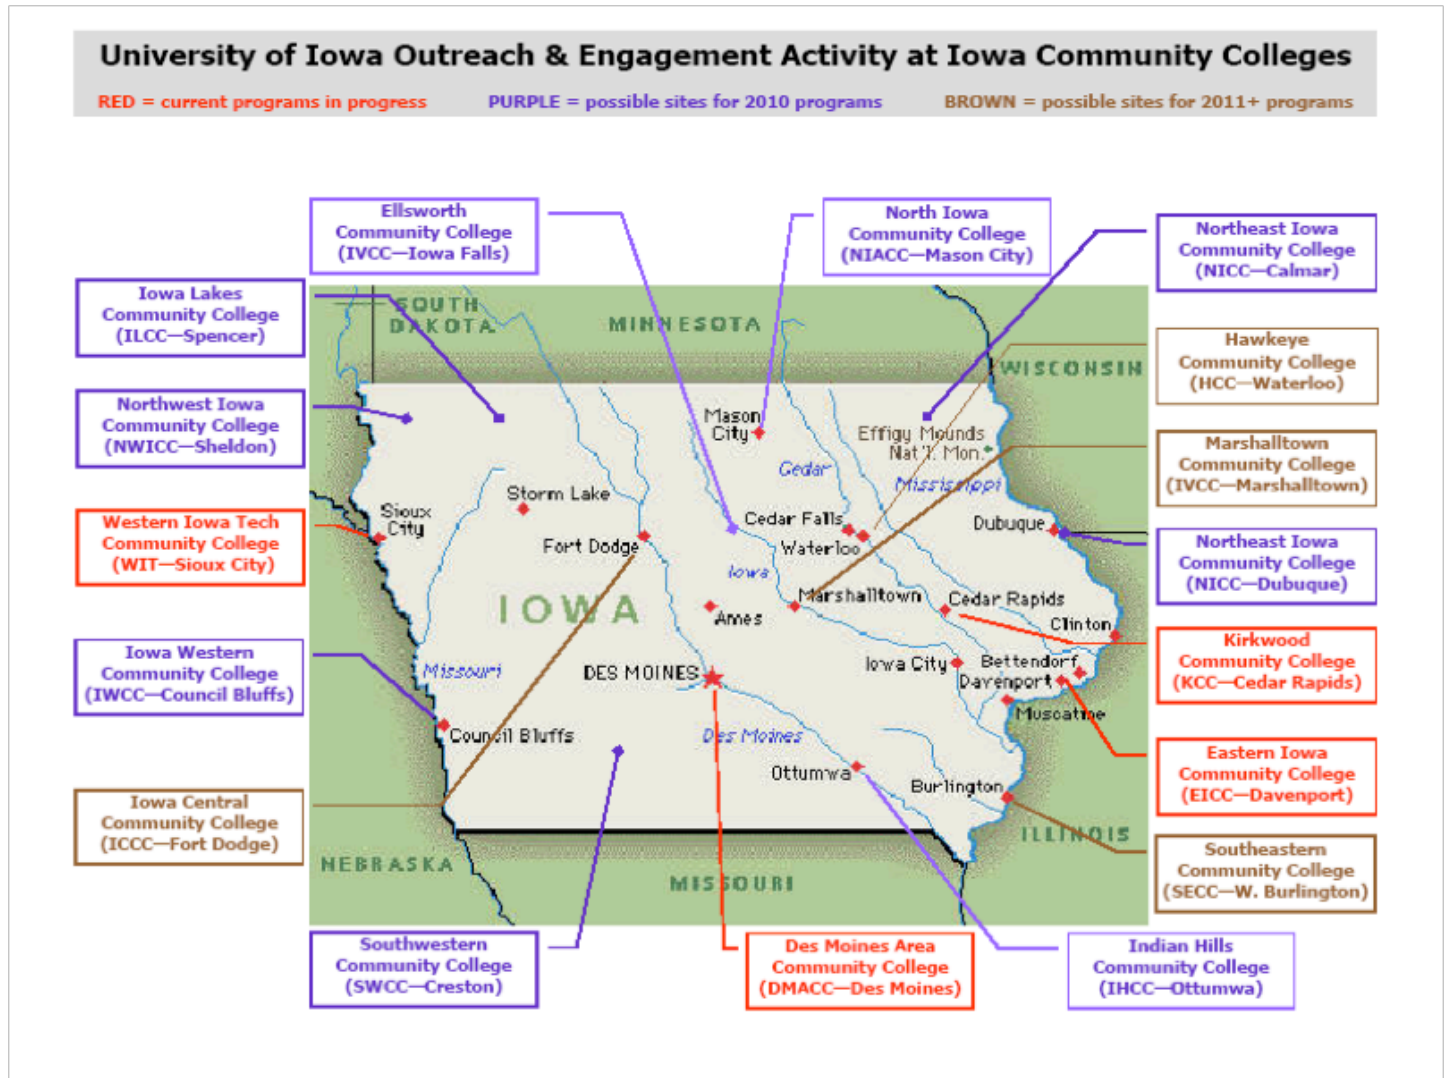 University of Iowa Outreach & Engagement Activity at Iowa Community Colleges
RED = current programs in progress
PURPLE = possible sites for 2010 programs
BROWN = possible sites for 2011+ programs
Ellsworth
Community College
(IVCC—Iowa Falls)
North Iowa
Community College
(NIACC—Mason City)
Northeast Iowa
Community College
(NICC—Calmar)
Iowa Lakes
Community College
(ILCC—Spencer)
Northwest Iowa
Community College
(NWICC—Sheldon)
Western Iowa Tech
Community College
(WIT—Sioux City)
Iowa Western
Community College
(IWCC—Council Bluffs)
Iowa Central
Community College
(ICCC—Fort Dodge)
SOUTH
DAKOTA
MINNESOTA
WISCONSIN
Mason
City
Effigy Mounds
Nat'l. Mon.
Cedar
Mississippi
Storm Lake
Sioux
City
Cedar Falls
Dubuque
Fort Dodge
Waterloo
Iowa
IOWA
Ames
Marshalltown
Cedar Rapids
Clinton
Missouri
DES MOINES
Iowa City
Bettendorf
Davenport
Muscatine
Council Bluffs
Des Moines
Ottumwa
Burlington
ILLINOIS
NEBRASKA
MISSOURI
Hawkeye
Community College
(HCC—Waterloo)
Marshalltown
Community College
(IVCC—Marshalltown)
Northeast Iowa
Community College
(NICC—Dubuque)
Kirkwood
Community College
(KCC—Cedar Rapids)
Eastern Iowa
Community College
(EICC—Davenport)
Southeastern
Community College
(SECC—W. Burlington)
Southwestern
Community College
(SWCC—Creston)
Des Moines Area
Community College
(DMACC—Des Moines)
Indian Hills
Community College
(IHCC—Ottumwa)